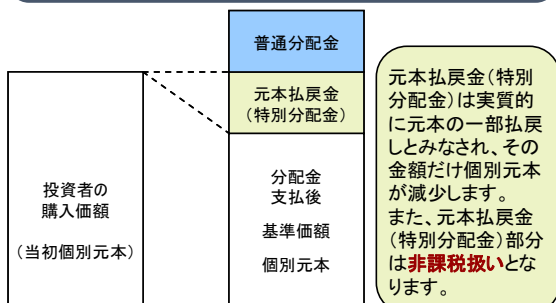 普通分配金
元本払戻金
(特別分配金)
投資者の
購入価額
(当初個別元本)
分配金
支払後
基準価額
個別元本
元本払戻金(特別
分配金)は実質的
に元本の一部払戻
しとみなされ、その
金額だけ個別元本
が減少します。
また、元本払戻金
(特別分配金)部分
は非課税扱いとな
ります。